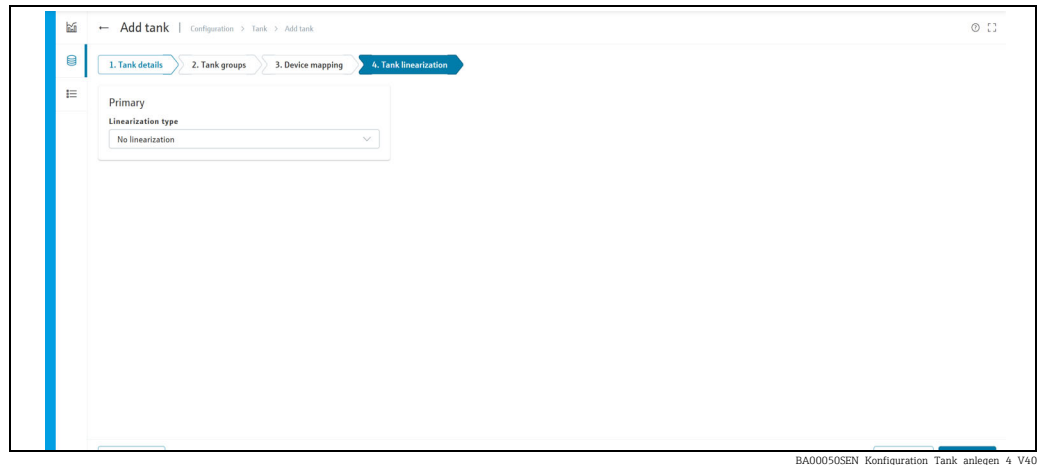 ← Add tank | Configuration > Tank > Add tank
1. Tank details 2. Tank groups 3. Device mapping 4. Tank linearization
Primary
Linearization type
No linearization
BA00050SEN_Konfiguration_Tank_anlegen_4_V40